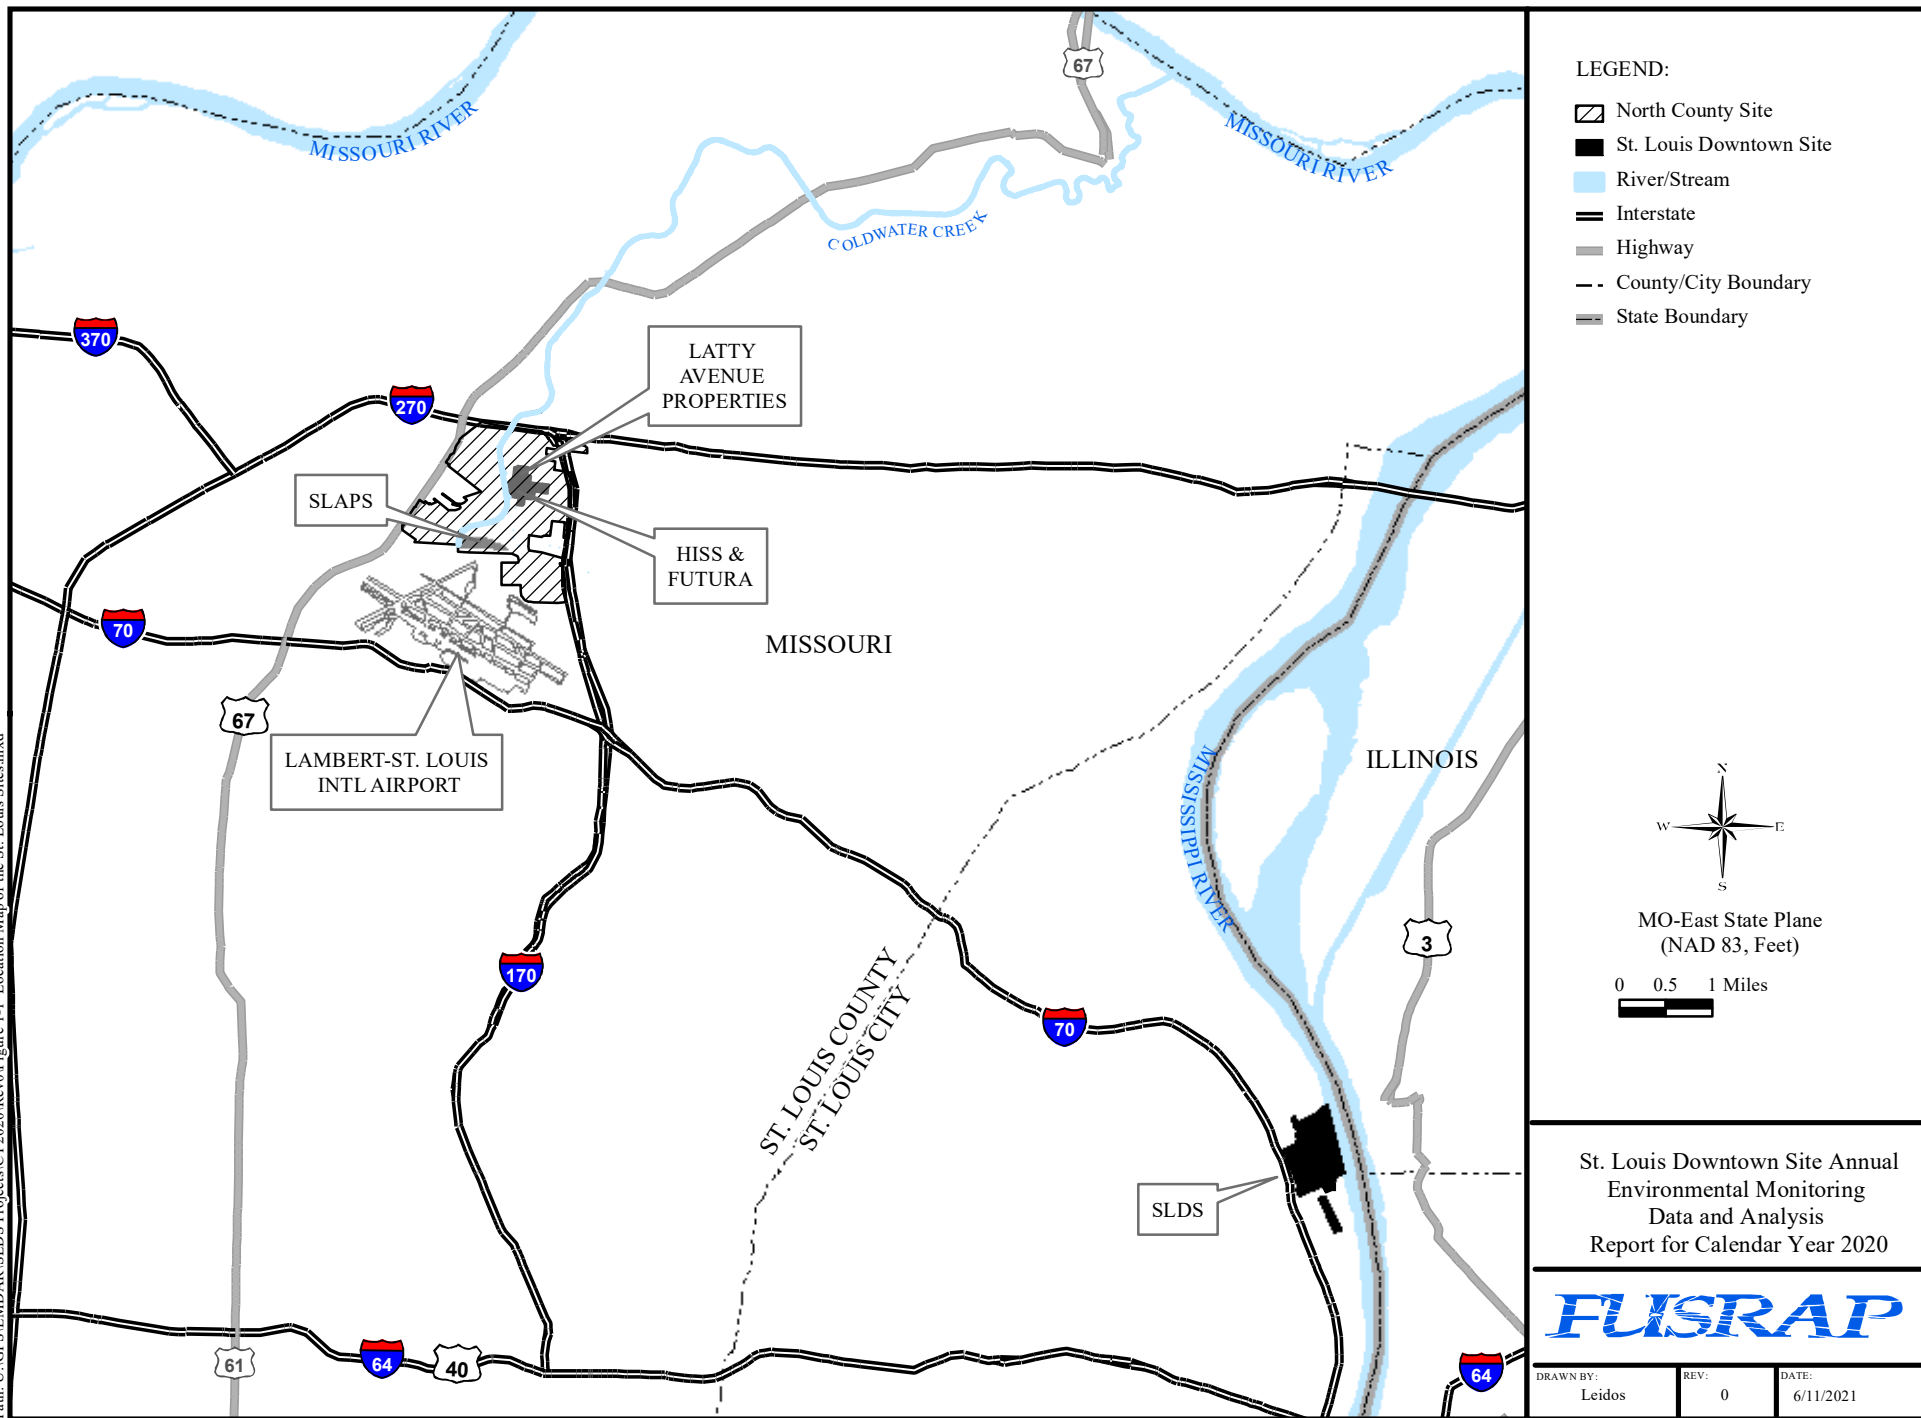 67
MISSOURI RIVER
MISSOURI RIVER
COLDWATER CREEK
370
270
LATTY
AVENUE
PROPERTIES
SLAPS
HISS &
FUTURA
70
MISSOURI
67
LAMBERT-ST. LOUIS
INTL AIRPORT
ILLINOIS
MISSISSIPPI RIVER
3
170
ST. LOUIS COUNTY
ST. LOUIS CITY
70
SLDS
61
64
40
64
LEGEND:
North County Site
St. Louis Downtown Site
River/Stream
Interstate
Highway
County/City Boundary
State Boundary
N
W E
S
MO-East State Plane
(NAD 83, Feet)
0 0.5 1 Miles
St. Louis Downtown Site Annual
Environmental Monitoring
Data and Analysis
Report for Calendar Year 2020
FUSRAP
DRAWN BY:
Leidos
REV:
0
DATE:
6/11/2021